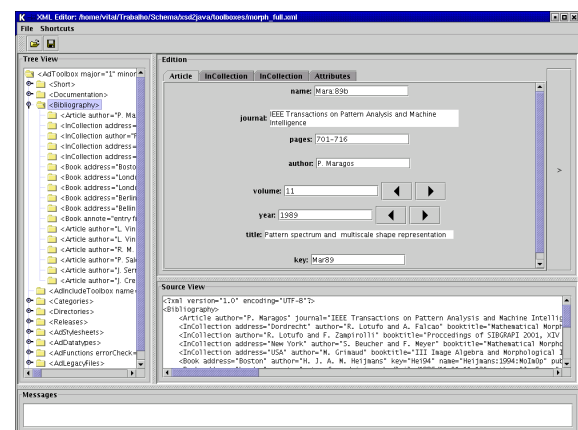 XML Editor: /home/vital/Trabalho/Schema/xsd2java/toolboxes/morph_full.xml
File Shortcuts
Tree View
<AdToolbox major="1" minor
<Short>
<Documentation>
<Bibliography>
<Article author="P. Ma
<InCollection address=
<InCollection author="F
<InCollection address=
<InCollection address=
<Book address="Bosto
<Book address="Londo
<Book address="Londo
<Book address="Berlin
<Book address="Bellin
<Book annote="entry f
<Article author="L. Vin
<Article author="L. Vin
<Article author="R. M.
<Article author="P. Sal
<Article author="J. Serr
<Article author="J. Cre
<AdIncludeToolbox name
<Categories>
<Directories>
<Releases>
<AdStylesheets>
<AdDatatypes>
<AdFunctions errorCheck=
<AdLegacyFiles>
Edition
Article InCollection InCollection Attributes
name: Mara:89b
journal: IEEE Transactions on Pattern Analysis and Machine
Intelligence
pages: 701-716
author: P. Maragos
volume: 11
year: 1989
title: Pattern spectrum and multiscale shape representation
key: Mar89
>
Source View
<?xml version="1.0" encoding="UTF-8"?>
<Bibliography>
<Article author="P. Maragos" journal="IEEE Transactions on Pattern Analysis and Machine Intellig
<InCollection address="Dordrecht" author="R. Lotufo and A. Falcao" booktitle="Mathematical Morph
<InCollection author="R. Lotufo and F. Zampirolli" booktitle="Proccedings of SIBGRAPI 2001, XIV
<InCollection address="New York" author="S. Beucher and F. Meyer" booktitle="Mathematical Morpho
<InCollection address="USA" author="M. Grimaud" booktitle="III Image Algebra and Morphological I
<Book address="Boston" author="H. J. A. M. Heijmans" key="Hei94" name="Heijmans:1994:MoImOp" pub
Messages